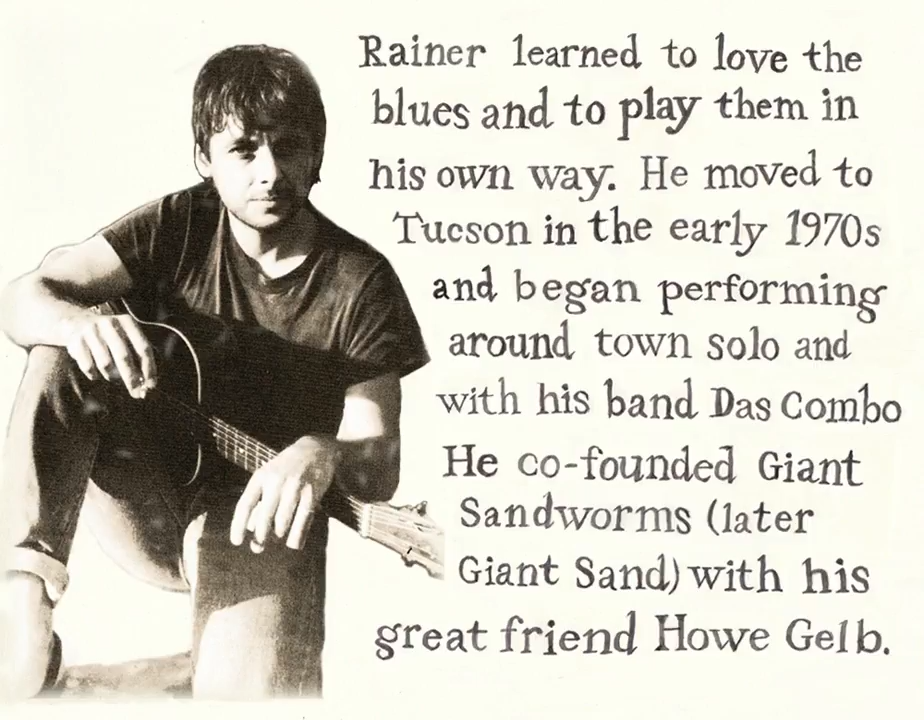 Rainer learned to love the
blues and to play them in
his own way. He moved to
Tucson in the early 1970s
and began performing
around town solo and
with his band Das Combo
He co-founded Giant
Sandworms (later
Giant Sand) with his
great friend Howe Gelb.